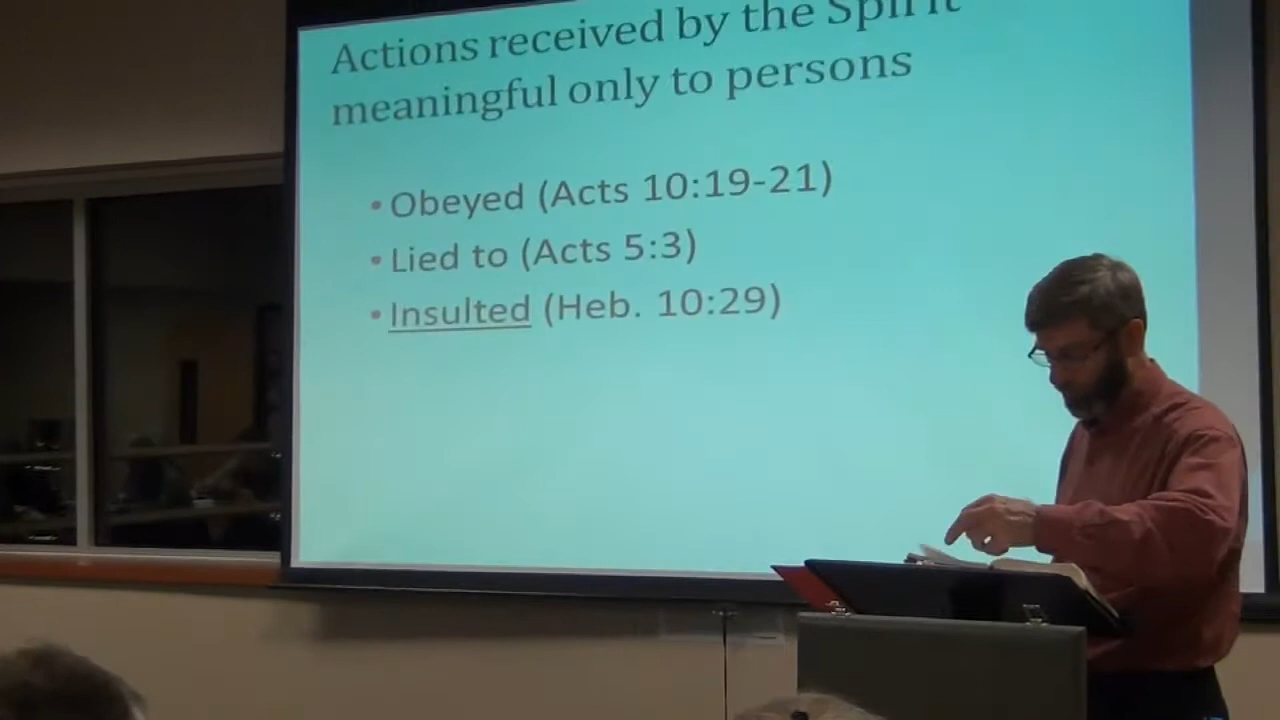 Actions received by the Spirit
meaningful only to persons
• Obeyed (Acts 10:19-21)
• Lied to (Acts 5:3)
• Insulted (Heb. 10:29)